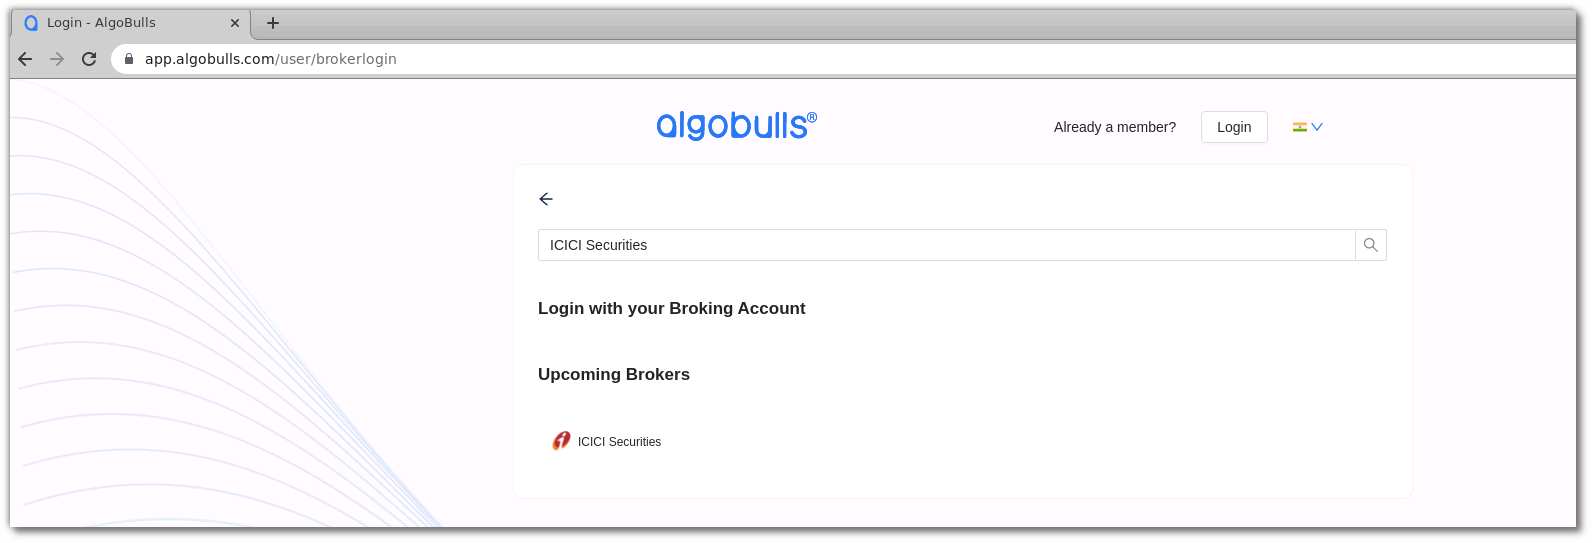 Login - AlgoBulls
app.algobulls.com/user/brokerlogin
algobulls®
Already a member?
Login
ICICI Securities
Login with your Broking Account
Upcoming Brokers
ICICI Securities